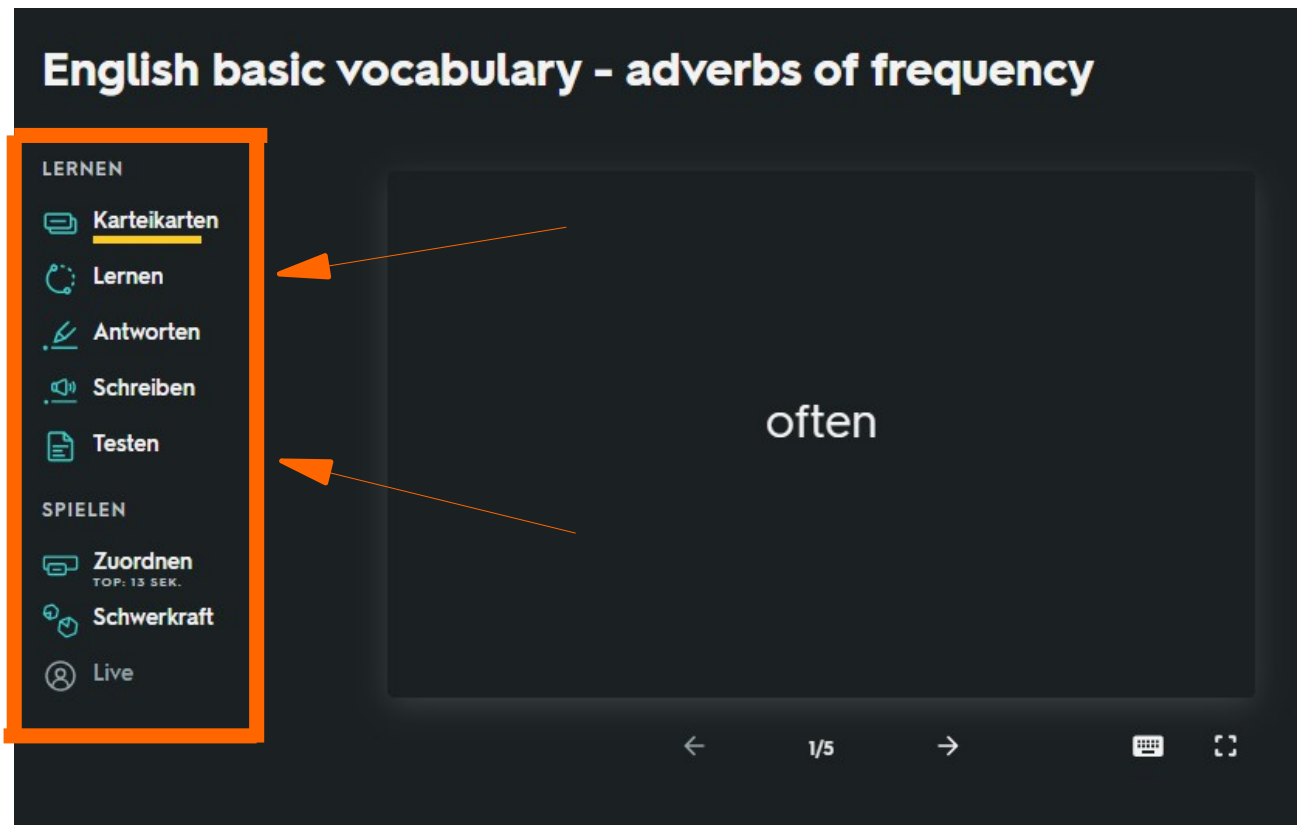 English basic vocabulary - adverbs of frequency
LERNEN
Karteikarten
Lernen
Antworten
Schreiben
Testen
SPIELEN
Zuordnen
TOP: 13 SEK.
Schwerkraft
Live
often
1/5